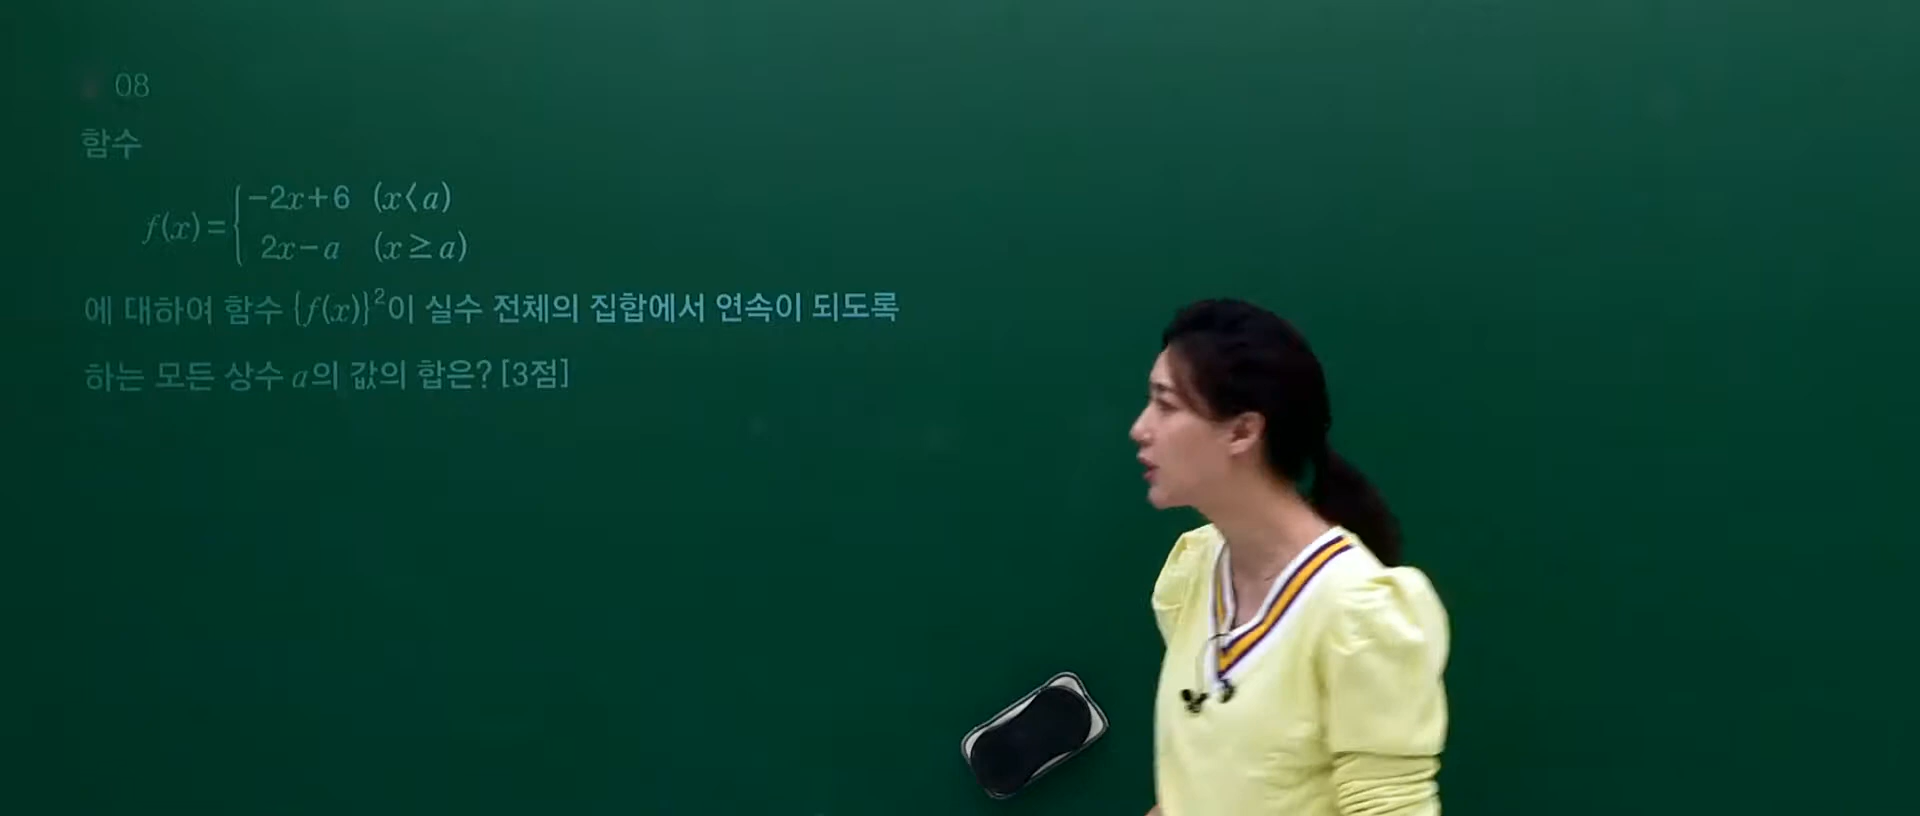 08
함수
f(x)={-2x+6 (x<a)
2x-a (x≥a)
에 대하여 함수 {f(x)}²이 실수 전체의 집합에서 연속이 되도록
하는 모든 상수 a의 값의 합은? [3점]